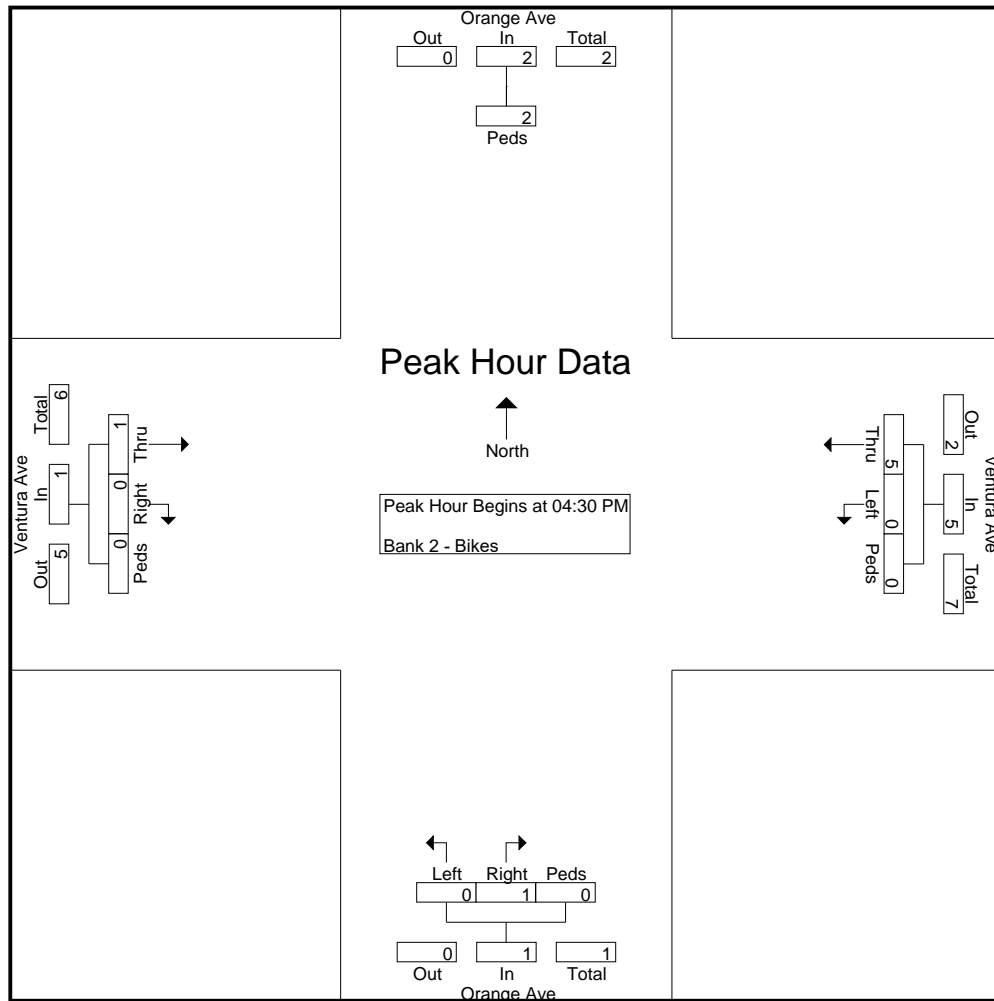 Orange Ave
Out In Total
0 2 2
2
Peds
Peak Hour Data
North
Peak Hour Begins at 04:30 PM
Bank 2 - Bikes
Ventura Ave
Total In Out
6 1 5
1 0 0
Thru Right Peds
Ventura Ave
Out In Total
2 5 7
5 0 0
Thru Left Peds
Left Right Peds
0 1 0
0 1 1
Out In Total
Orange Ave